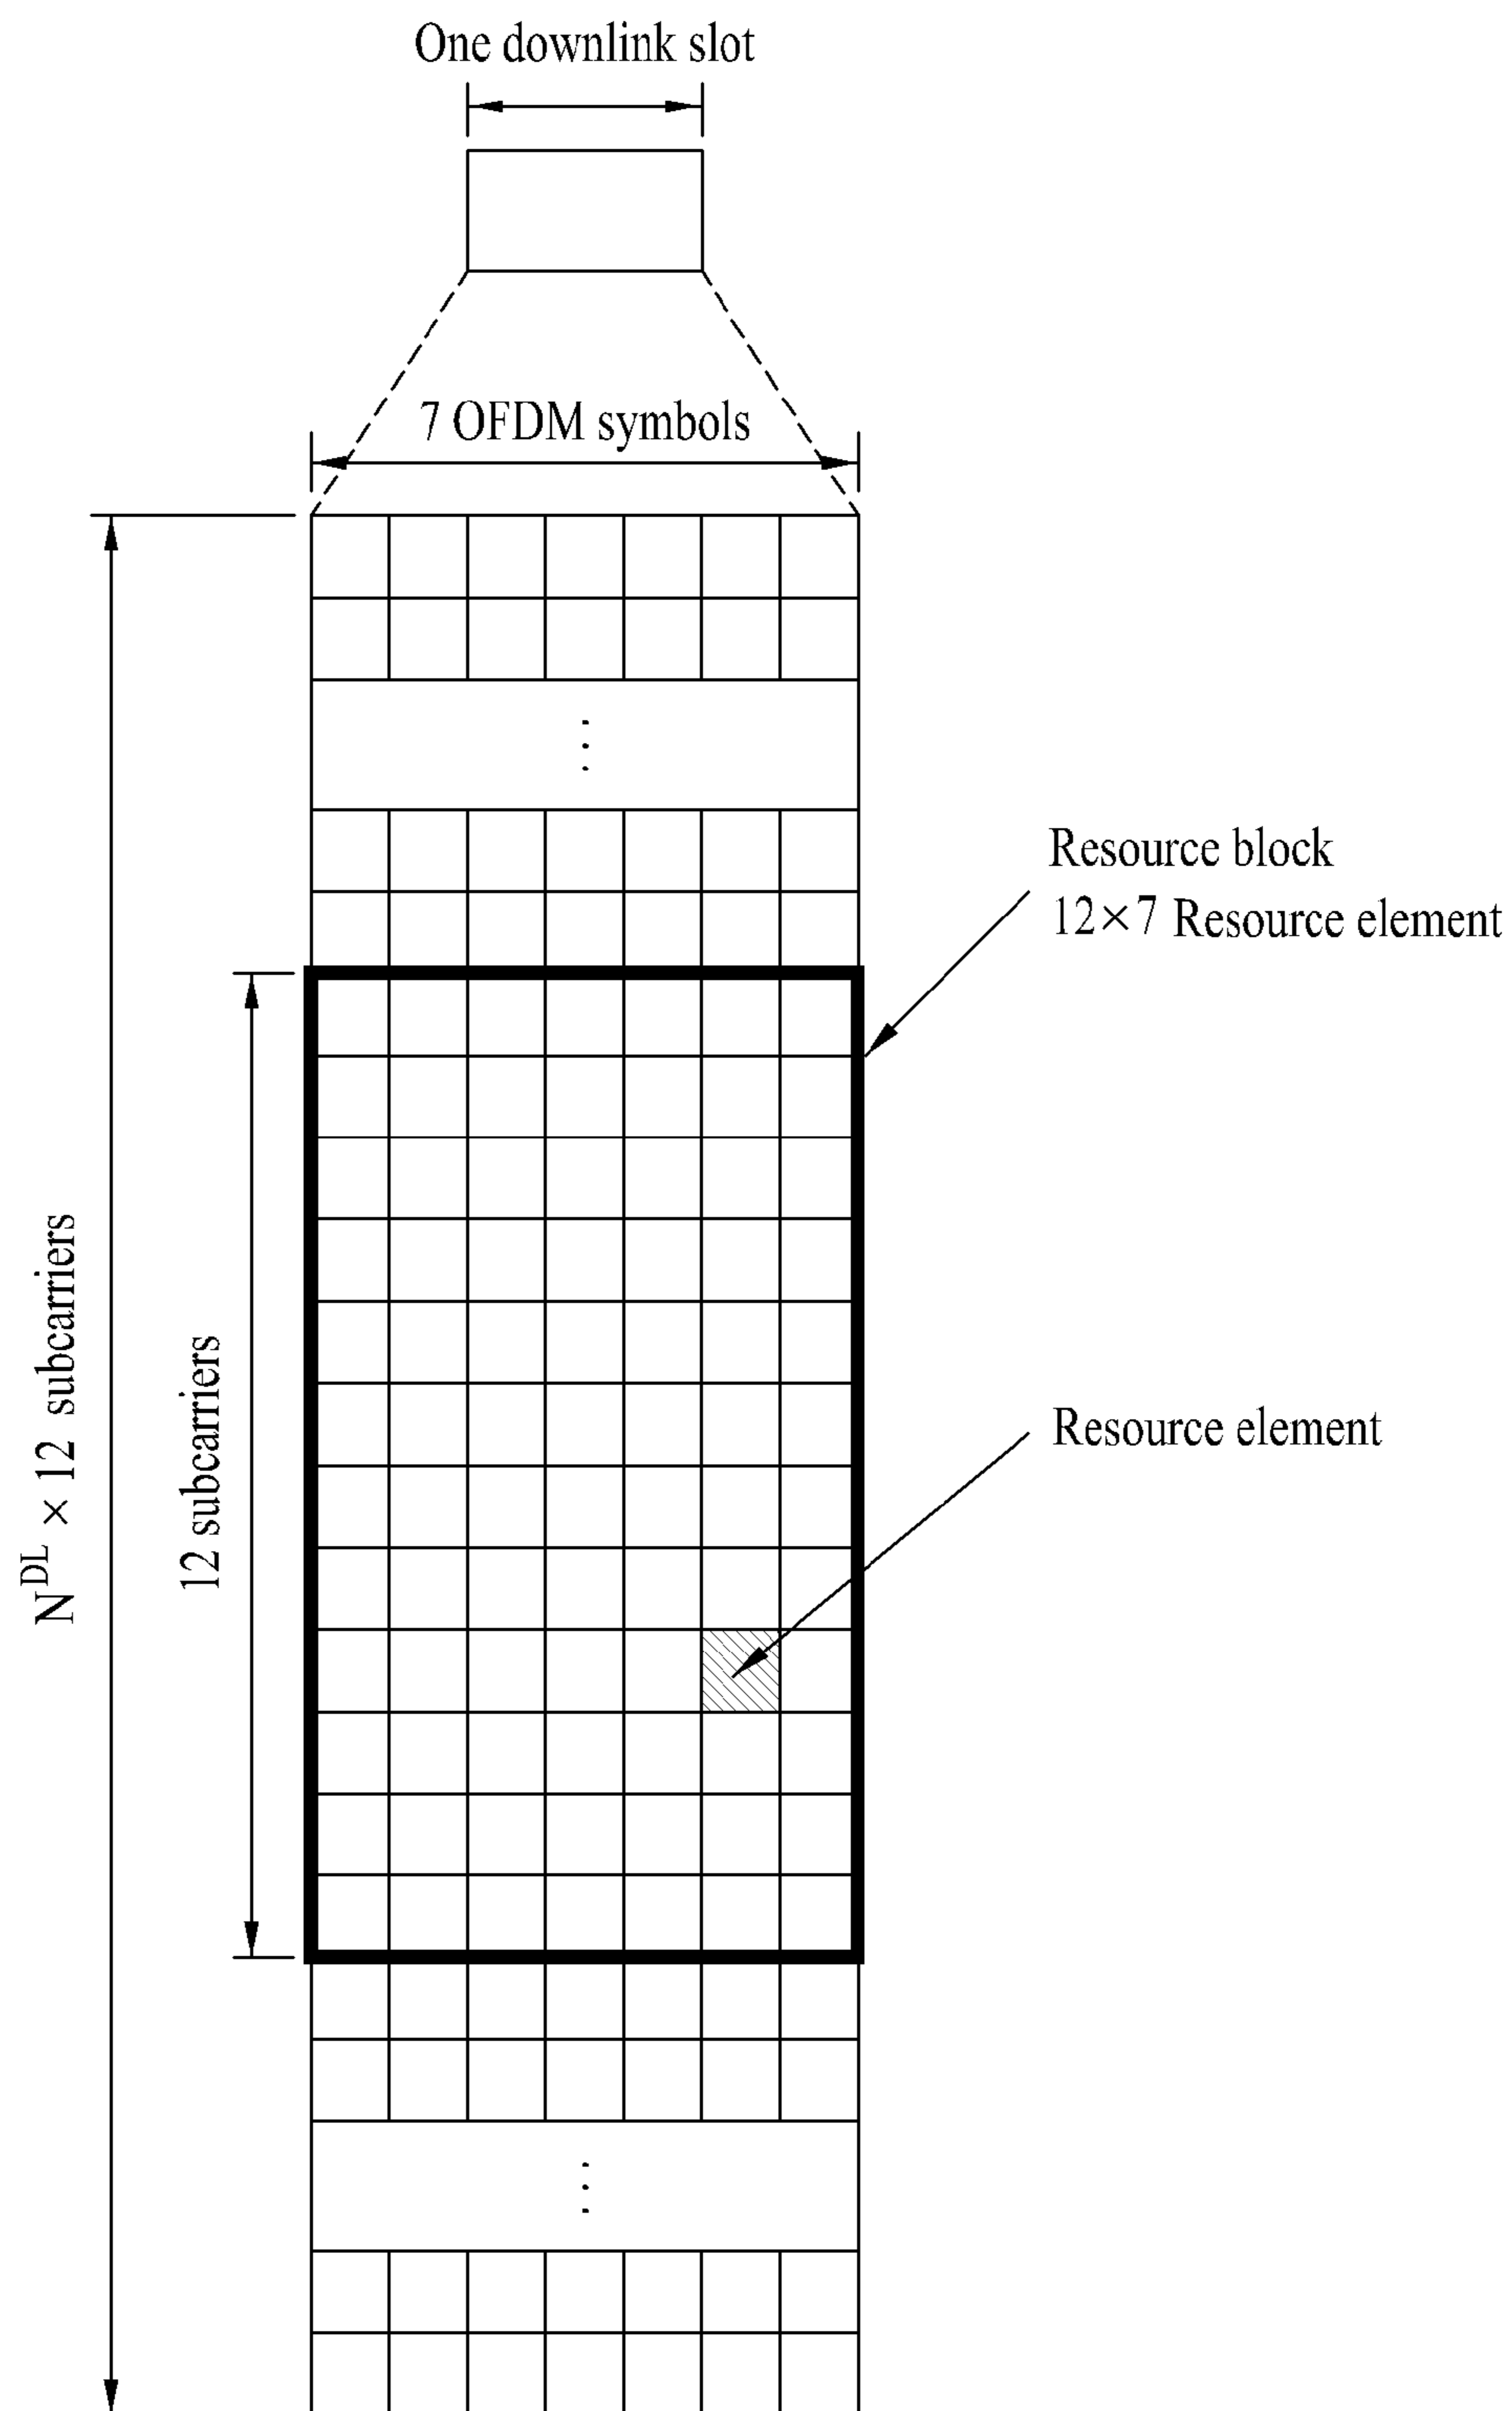 One downlink slot
7 OFDM symbols
Resource block
12×7 Resource element
N^DL × 12 subcarriers
12 subcarriers
Resource element